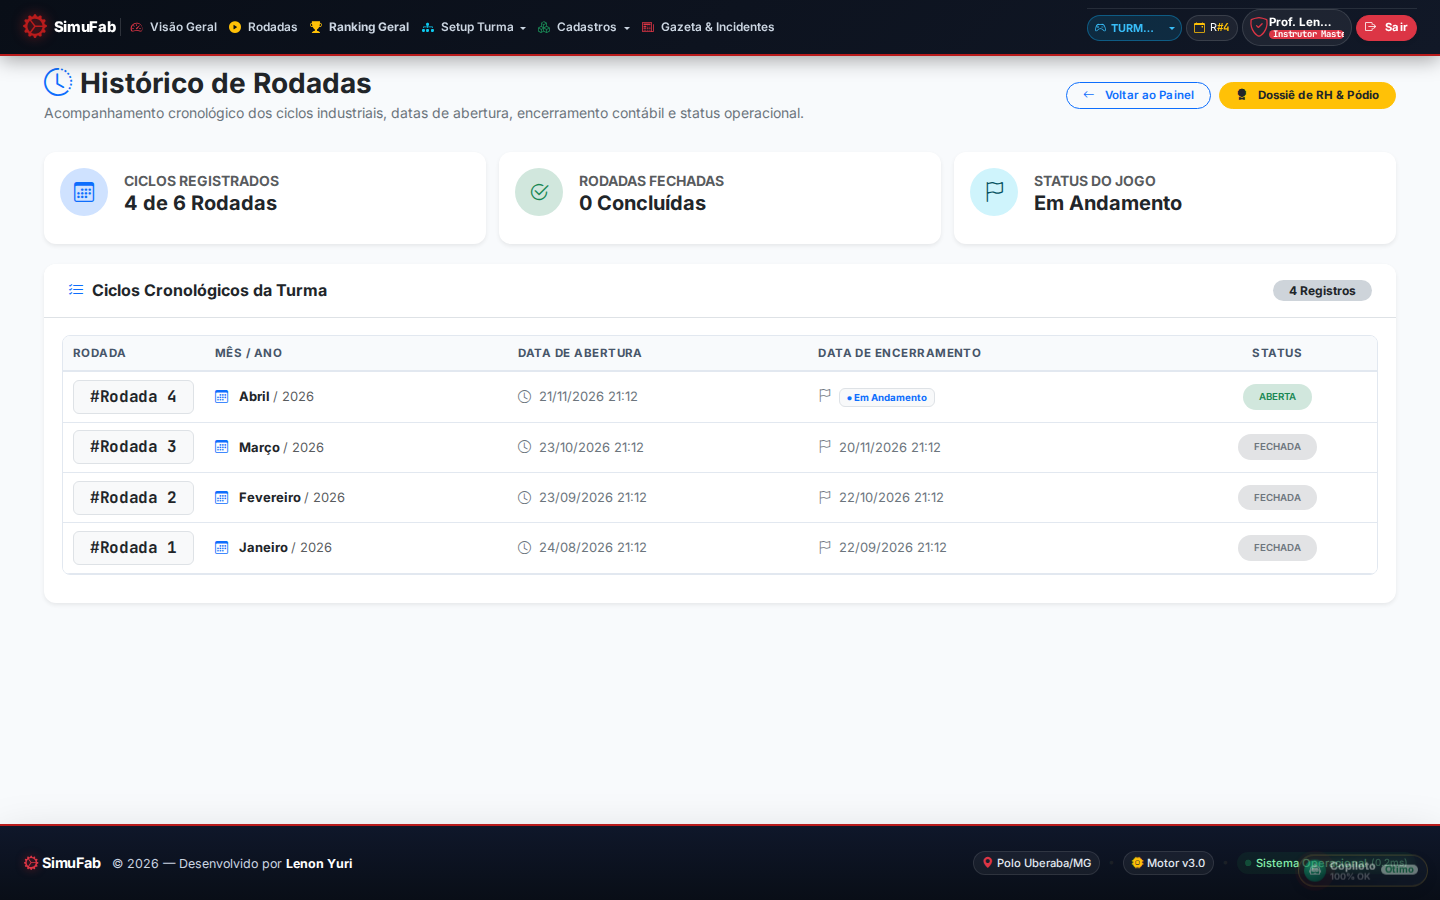 SimuFab Visão Geral Rodadas Ranking Geral Setup Turma Cadastros Gazeta & Incidentes TURM... R#4 Prof. Len... Sair
Instrutor Maste
Histórico de Rodadas
Acompanhamento cronológico dos ciclos industriais, datas de abertura, encerramento contábil e status operacional.
Voltar ao Painel Dossiê de RH & Pódio
CICLOS REGISTRADOS
4 de 6 Rodadas
RODADAS FECHADAS
0 Concluídas
STATUS DO JOGO
Em Andamento
Ciclos Cronológicos da Turma 4 Registros
RODADA MÊS / ANO DATA DE ABERTURA DATA DE ENCERRAMENTO STATUS
#Rodada 4 Abril / 2026 21/11/2026 21:12 Em Andamento ABERTA
#Rodada 3 Março / 2026 23/10/2026 21:12 20/11/2026 21:12 FECHADA
#Rodada 2 Fevereiro / 2026 23/09/2026 21:12 22/10/2026 21:12 FECHADA
#Rodada 1 Janeiro / 2026 24/08/2026 21:12 22/09/2026 21:12 FECHADA
SimuFab © 2026 — Desenvolvido por Lenon Yuri Polo Uberaba/MG Motor v3.0 Sistema Operacional (0.2ms)
Copiloto Ótimo
100% OK